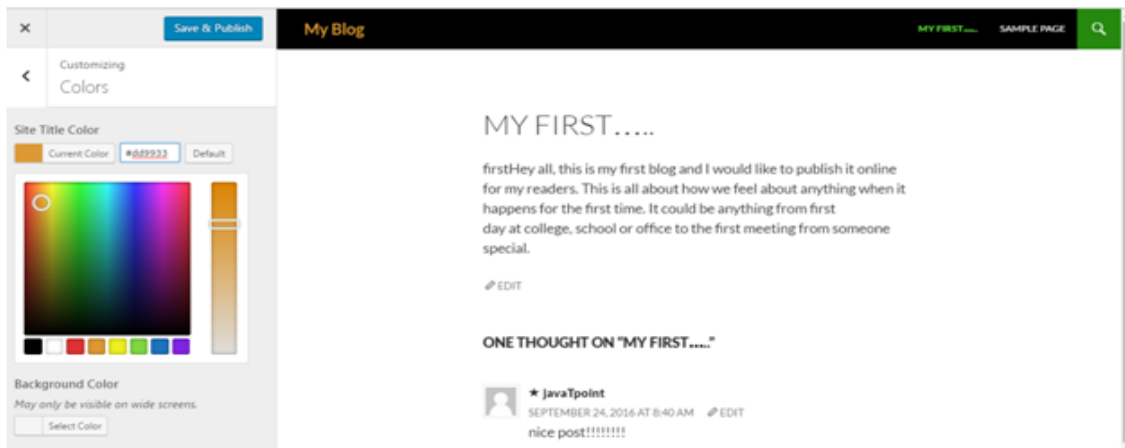 Save & Publish
Customizing
Colors
Site Title Color
Current Color
#dd9933
Default
Background Color
May only be visible on wide screens.
Select Color
My Blog
MY FIRST.....
SAMPLE PAGE
MY FIRST.....
firstHey all, this is my first blog and I would like to publish it online
for my readers. This is all about how we feel about anything when it
happens for the first time. It could be anything from first
day at college, school or office to the first meeting from someone
special.
EDIT
ONE THOUGHT ON “MY FIRST.....”
★ javaTpoint
SEPTEMBER 24, 2016 AT 8:40 AM EDIT
nice post!!!!!!!!